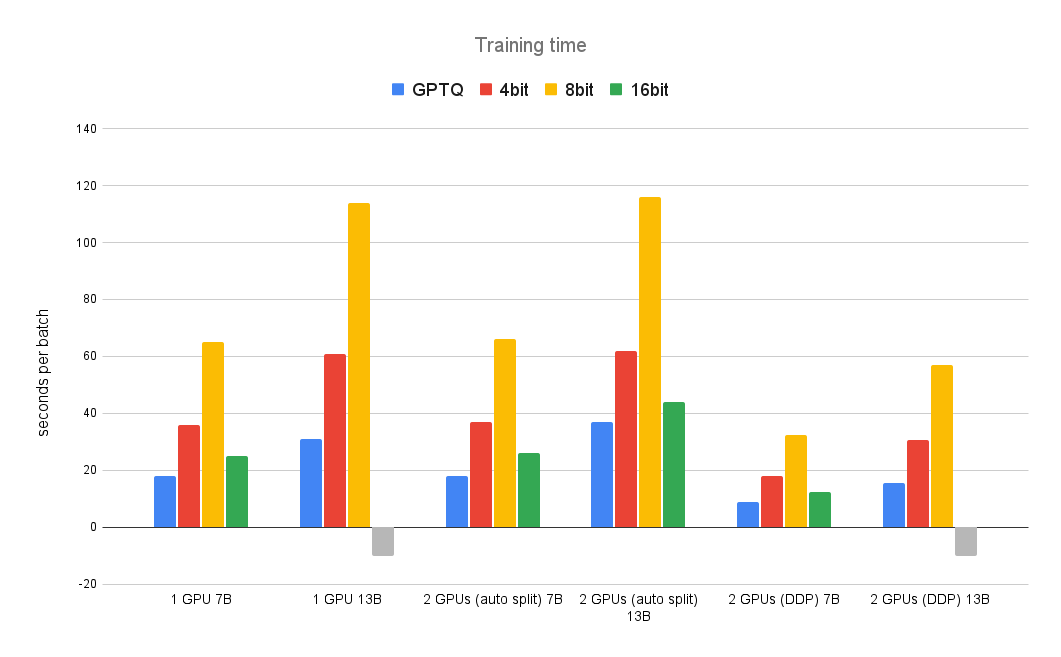 Training time
GPTQ 4bit 8bit 16bit
140
120
100
80
60
40
20
0
-20
seconds per batch
1 GPU 7B
1 GPU 13B
2 GPUs (auto split) 7B
2 GPUs (auto split)
13B
2 GPUs (DDP) 7B
2 GPUs (DDP) 13B